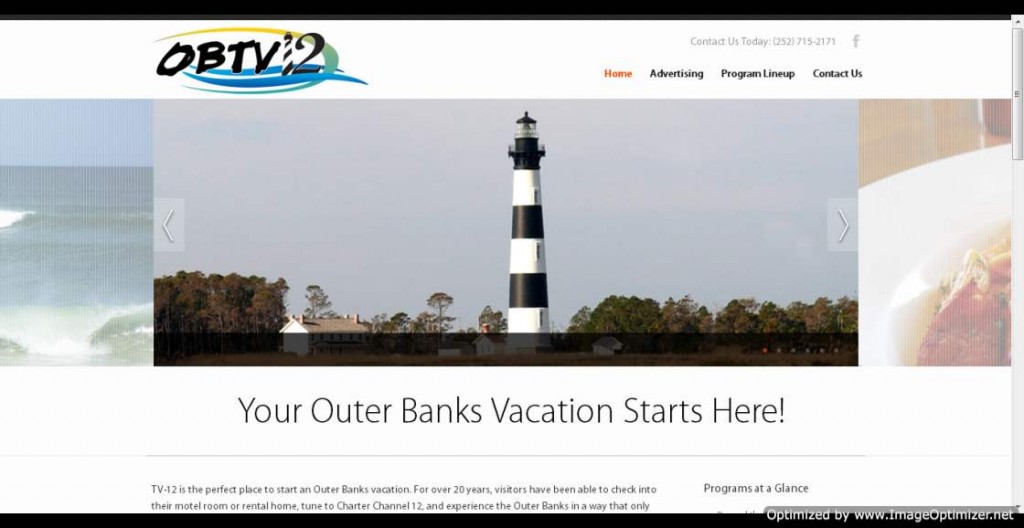 OBTV12
Contact Us Today: (252) 715-2171
Home Advertising Program Lineup Contact Us
Your Outer Banks Vacation Starts Here!
TV-12 is the perfect place to start an Outer Banks vacation. For over 20 years, visitors have been able to check into
their motel room or rental home, tune to Charter Channel 12, and experience the Outer Banks in a way that only
Programs at a Glance
Optimized by www.ImageOptimizer.net